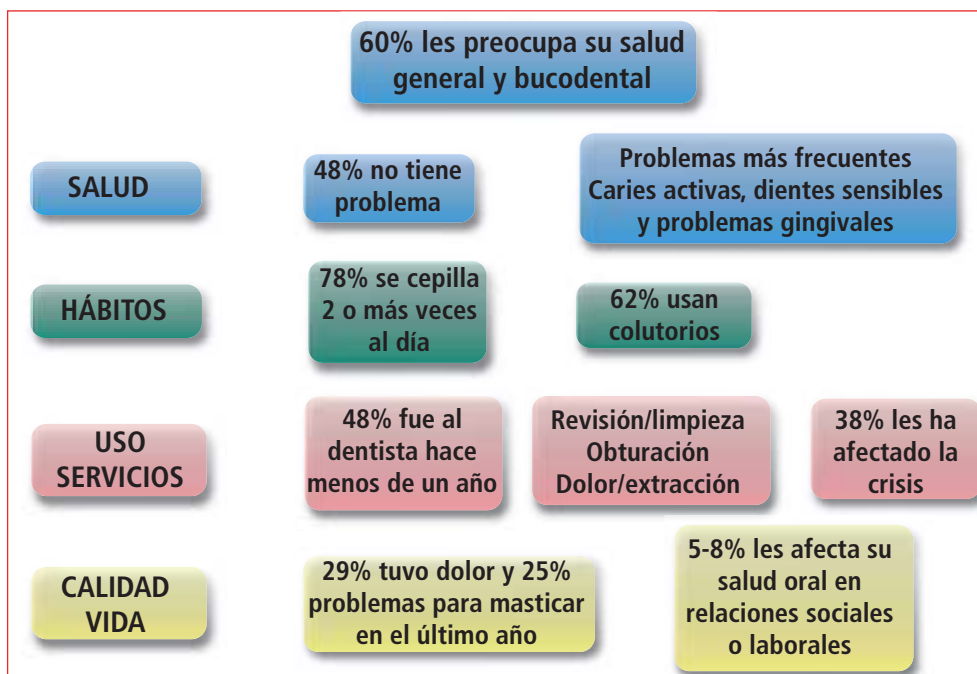 60% les preocupa su salud
general y bucodental
SALUD
48% no tiene
problema
Problemas más frecuentes
Caries activas, dientes sensibles
y problemas gingivales
HÁBITOS
78% se cepilla
2 o más veces
al día
62% usan
colutorios
USO
SERVICIOS
48% fue al
dentista hace
menos de un año
Revisión/limpieza
Obturación
Dolor/extracción
38% les ha
afectado la
crisis
CALIDAD
VIDA
29% tuvo dolor y 25%
problemas para masticar
en el último año
5-8% les afecta su
salud oral en
relaciones sociales
o laborales